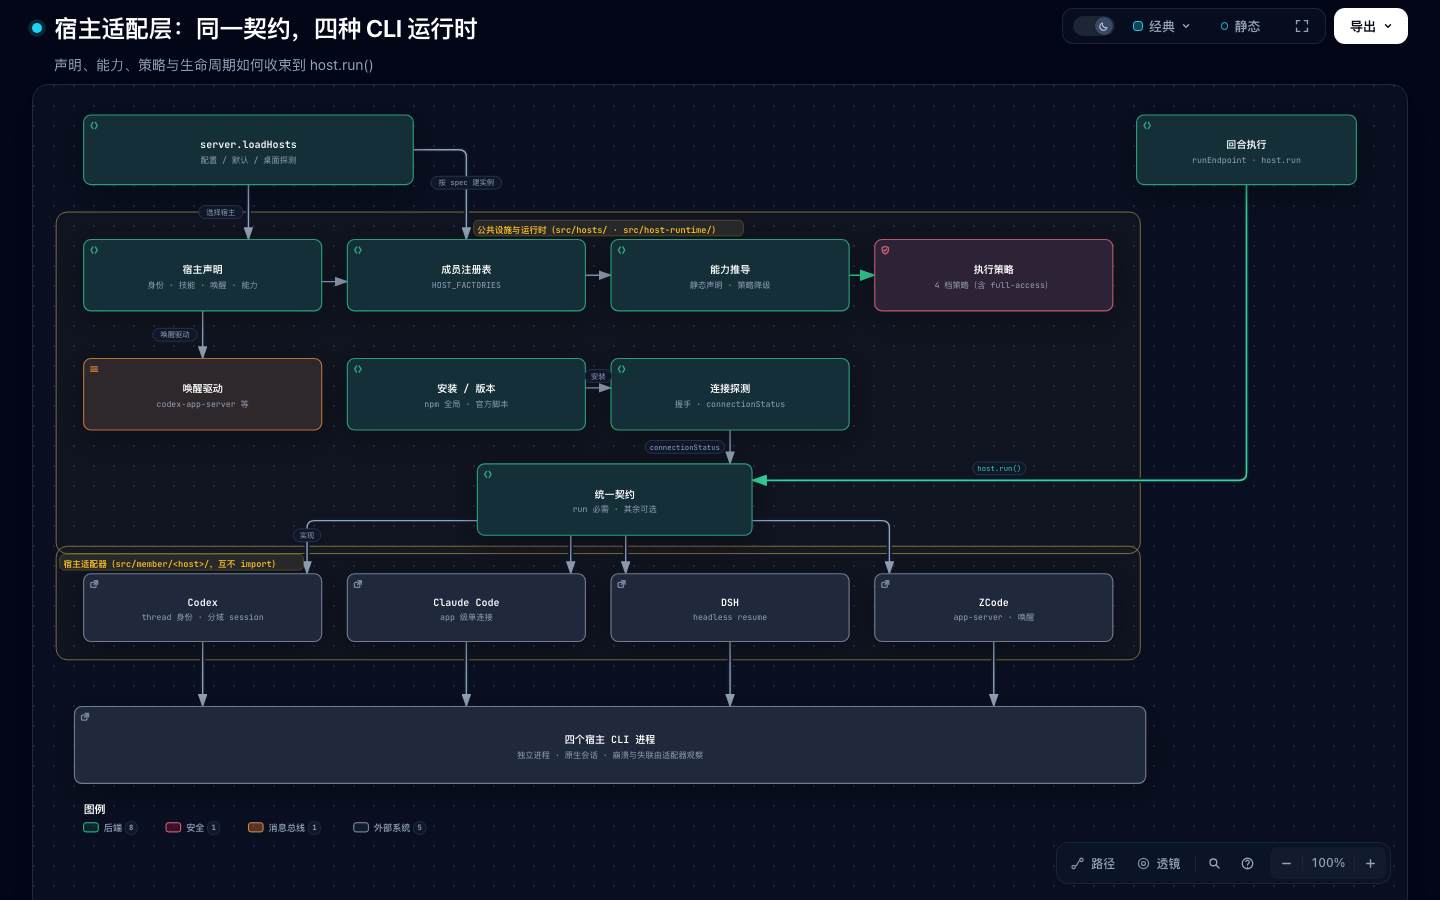 宿主适配层：同一契约，四种 CLI 运行时
声明、能力、策略与生命周期如何收束到 host.run()
经典
静态
导出
server.loadHosts
配置 / 默认 / 桌面探测
回合执行
runEndpoint · host.run
按 spec 建实例
选择宿主
公共设施与运行时（src/hosts/ · src/host-runtime/）
宿主声明
身份 · 技能 · 唤醒 · 能力
成员注册表
HOST_FACTORIES
能力推导
静态声明 · 策略降级
执行策略
4 档策略（含 full-access）
唤醒驱动
唤醒驱动
codex-app-server 等
安装 / 版本
npm 全局 · 官方脚本
安装
连接探测
握手 · connectionStatus
connectionStatus
host.run()
统一契约
run 必需 · 其余可选
实现
宿主适配器（src/member/<host>/，互不 import）
Codex
thread 身份 · 分域 session
Claude Code
app 级单连接
DSH
headless resume
ZCode
app-server · 唤醒
四个宿主 CLI 进程
独立进程 · 原生会话 · 崩溃与失联由适配器观察
图例
后端 8
安全 1
消息总线 1
外部系统 5
路径
透镜
100%